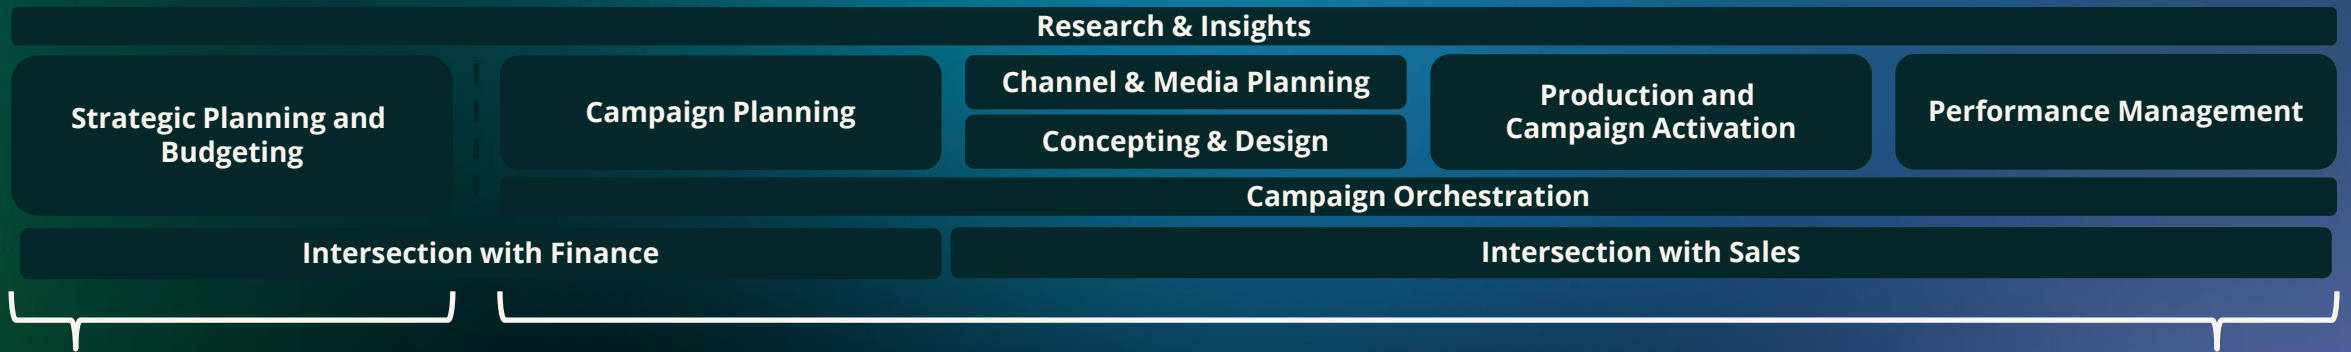 Research & Insights
Strategic Planning and
Budgeting
Campaign Planning
Channel & Media Planning
Concepting & Design
Production and
Campaign Activation
Performance Management
Campaign Orchestration
Intersection with Finance
Intersection with Sales